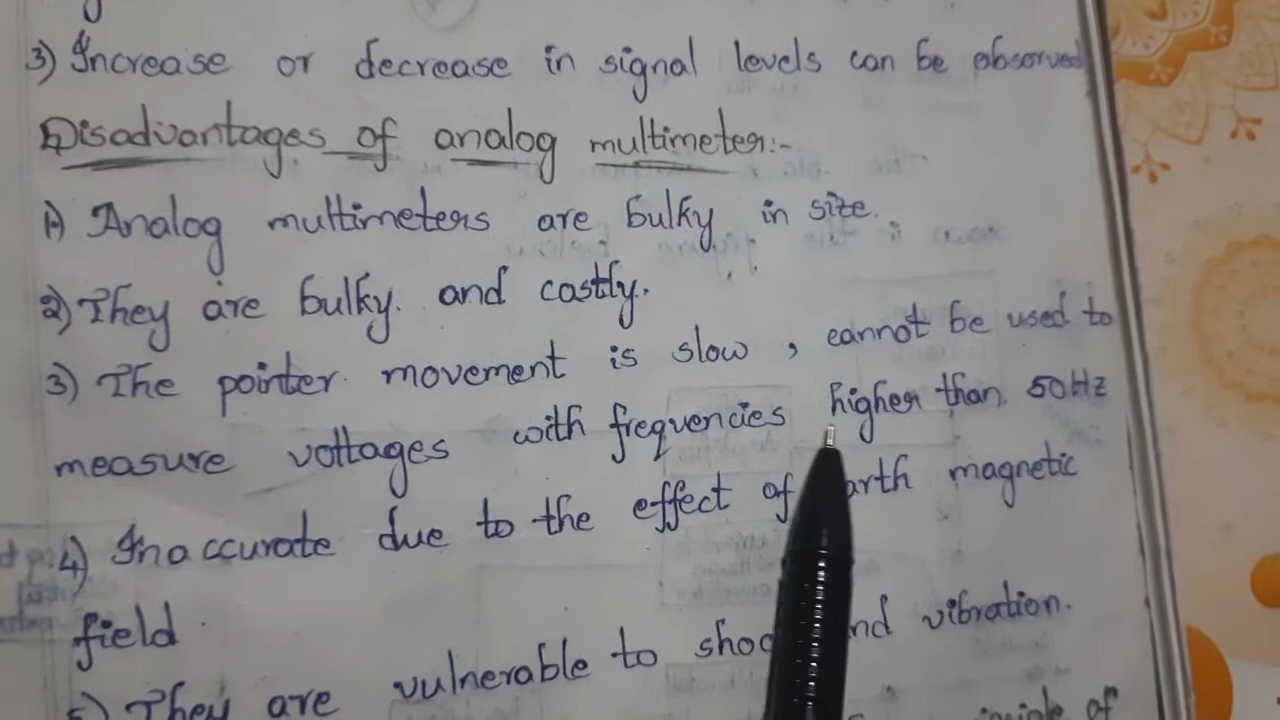 3) Increase or decrease in signal levels can be observed
Disadvantages of analog multimeter:-
1) Analog multimeters are bulky in size.
2) They are bulky. and costly.
3) The pointer movement is slow, cannot be used to
measure voltages with frequencies higher than 50Hz
4) Inaccurate due to the effect of arth magnetic
field
5) They are vulnerable to shoc nd vibration.
of